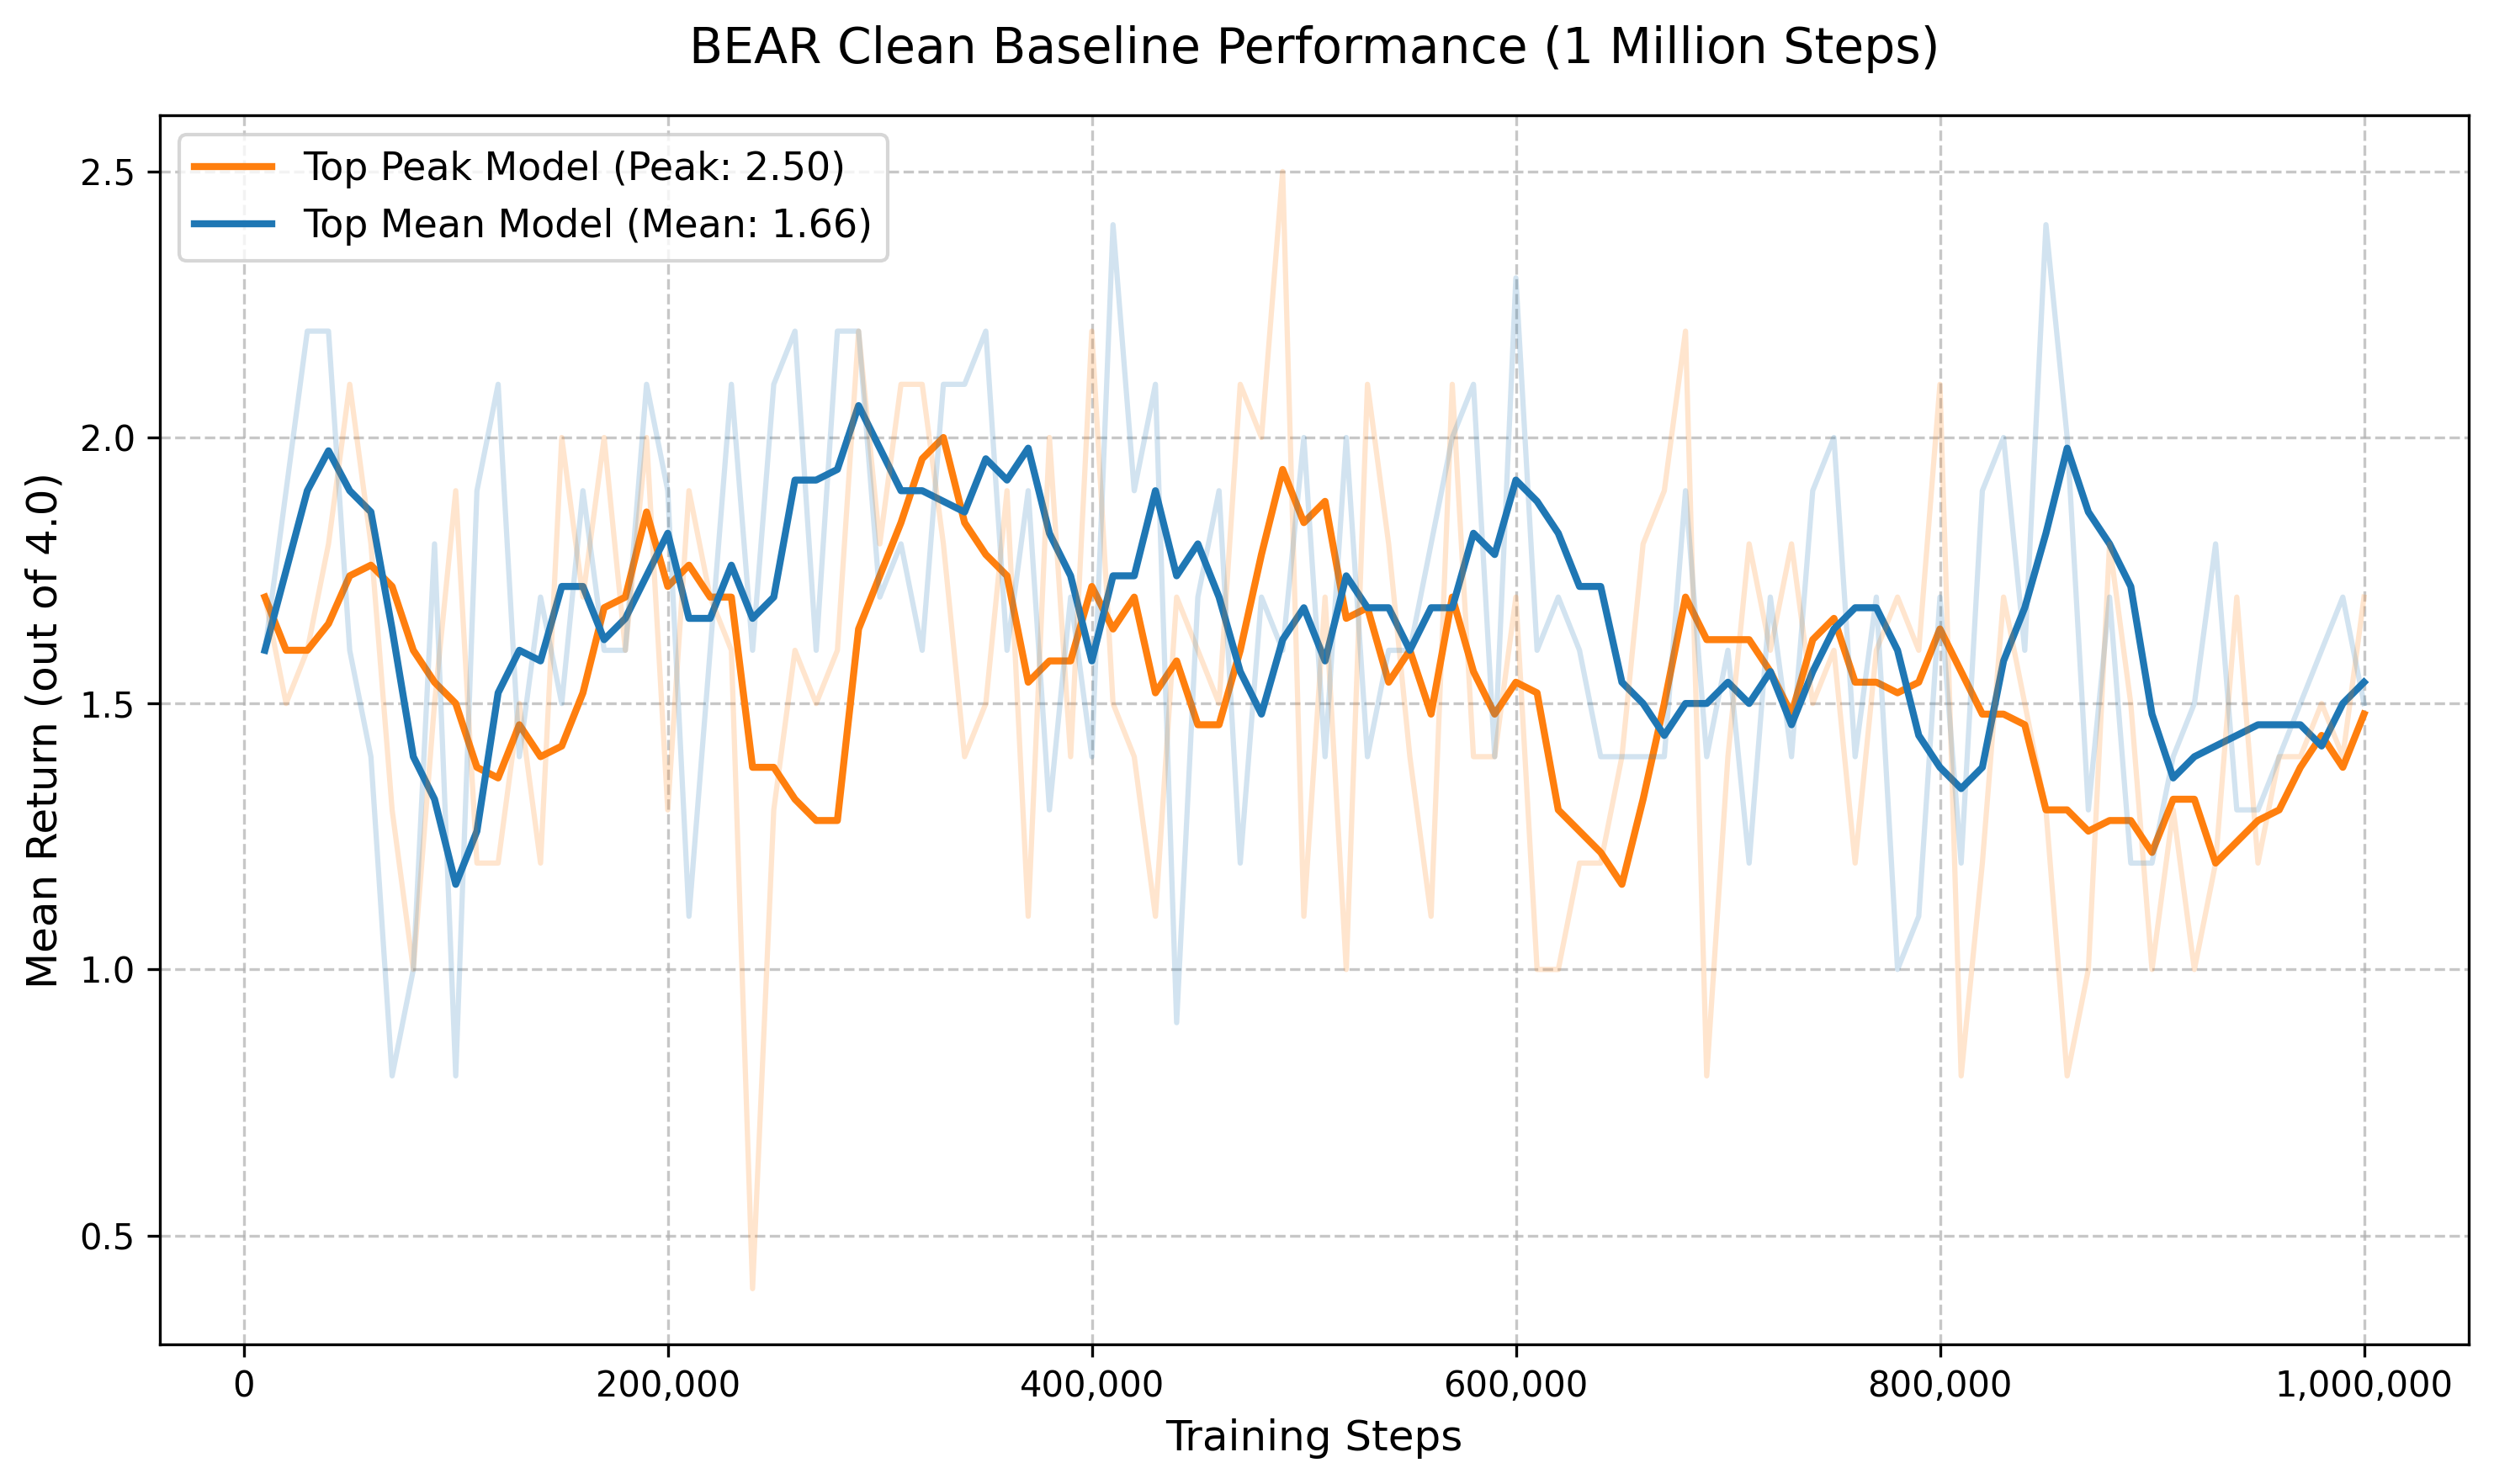 BEAR Clean Baseline Performance (1 Million Steps)
Top Peak Model (Peak: 2.50)
Top Mean Model (Mean: 1.66)
Mean Return (out of 4.0)
2.5
2.0
1.5
1.0
0.5
0
200,000
400,000
600,000
800,000
1,000,000
Training Steps